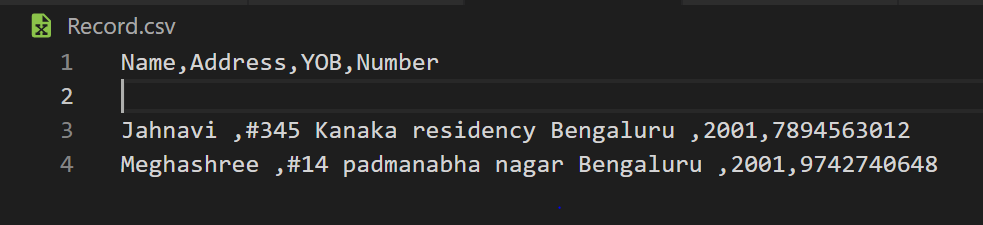 Record.csv
1 Name,Address,YOB,Number
2
3 Jahnavi ,#345 Kanaka residency Bengaluru ,2001,7894563012
4 Meghashree ,#14 padmanabha nagar Bengaluru ,2001,9742740648